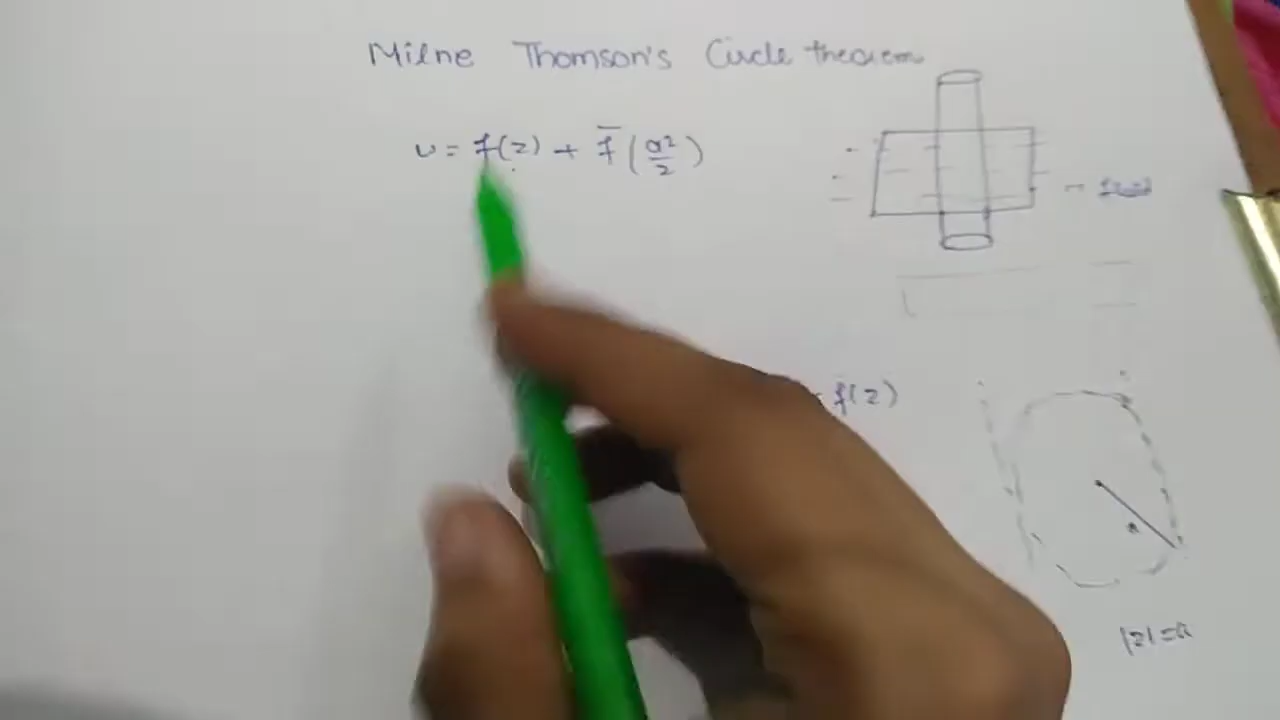 Milne Thomson's Circle theorem
w = f(z) + f̅ (a²/z)
f(z)
a
|z| = a